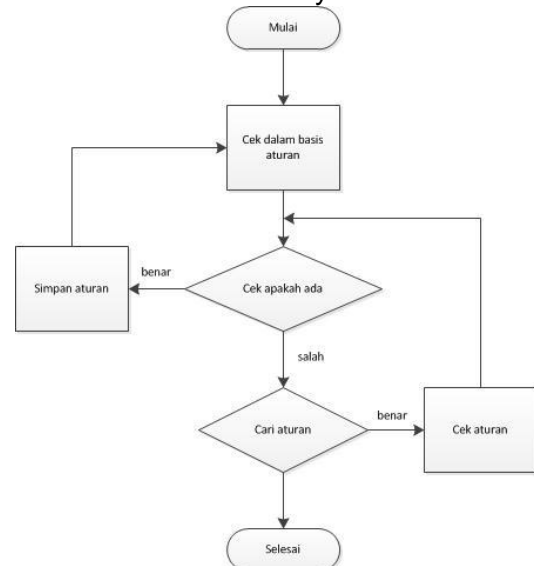 Mulai
Cek dalam basis
aturan
benar
Simpan aturan
Cek apakah ada
salah
benar
Cari aturan
Cek aturan
Selesai